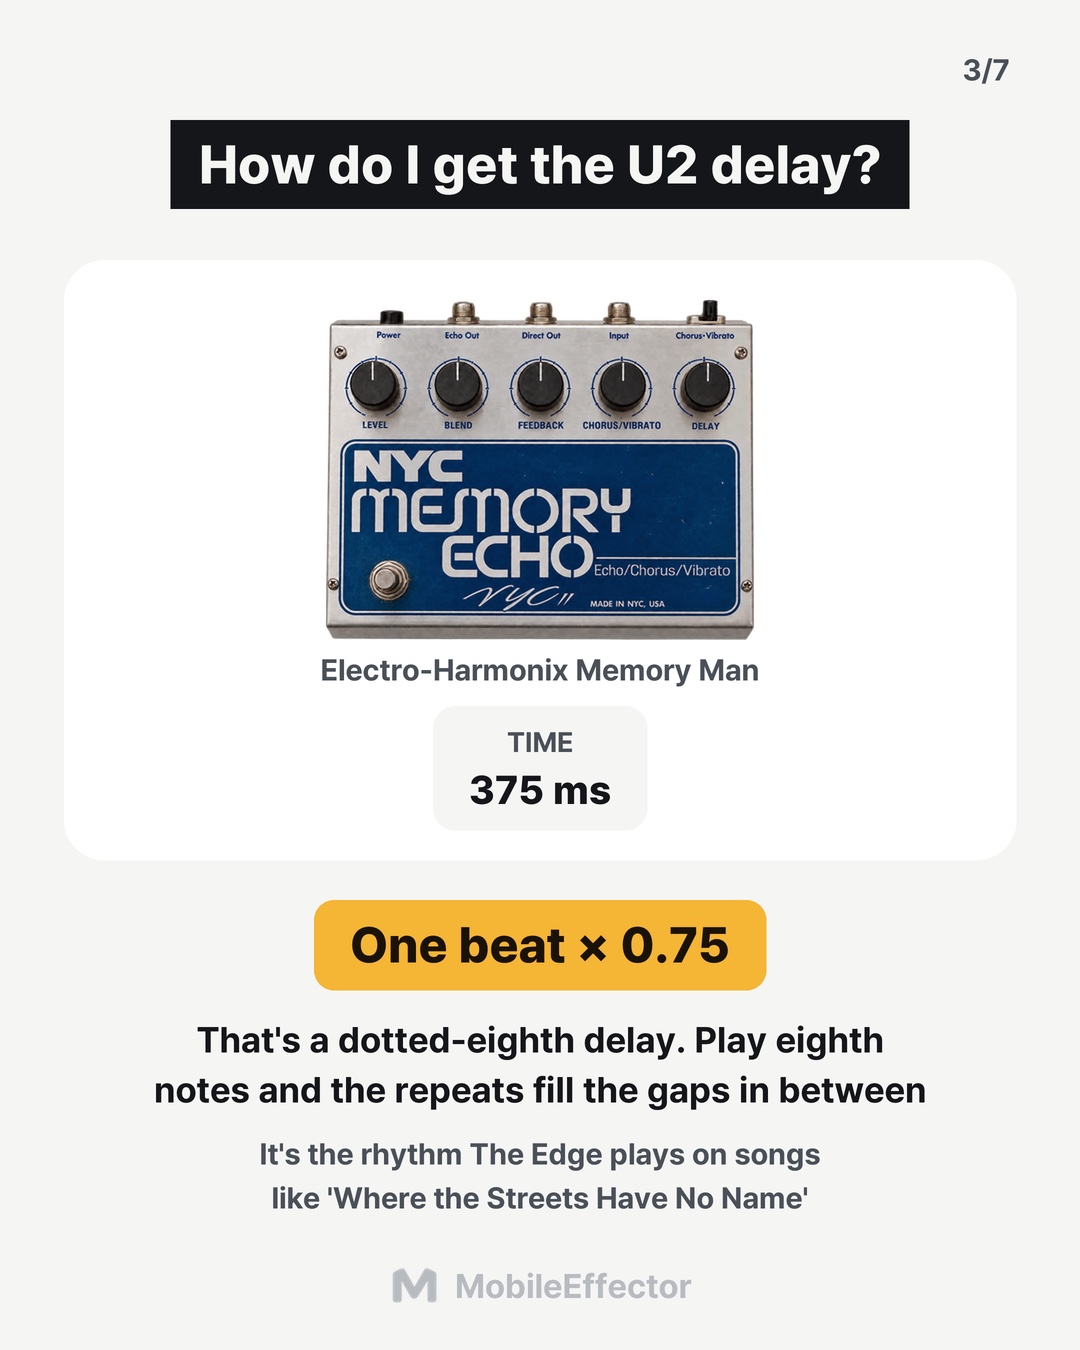 3/7
How do I get the U2 delay?
Power Echo Out Direct Out Input Chorus·Vibrato
LEVEL BLEND FEEDBACK CHORUS/VIBRATO DELAY
NYC
MEMORY
ECHO
Echo/Chorus/Vibrato
NYC II
MADE IN NYC, USA
Electro-Harmonix Memory Man
TIME
375 ms
One beat × 0.75
That's a dotted-eighth delay. Play eighth
notes and the repeats fill the gaps in between
It's the rhythm The Edge plays on songs
like 'Where the Streets Have No Name'
MobileEffector